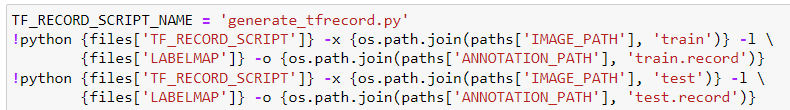 TF_RECORD_SCRIPT_NAME = 'generate_tfrecord.py'
!python {files['TF_RECORD_SCRIPT']} -x {os.path.join(paths['IMAGE_PATH'], 'train')} -l \
{files['LABELMAP']} -o {os.path.join(paths['ANNOTATION_PATH'], 'train.record')}
!python {files['TF_RECORD_SCRIPT']} -x {os.path.join(paths['IMAGE_PATH'], 'test')} -l \
{files['LABELMAP']} -o {os.path.join(paths['ANNOTATION_PATH'], 'test.record')}